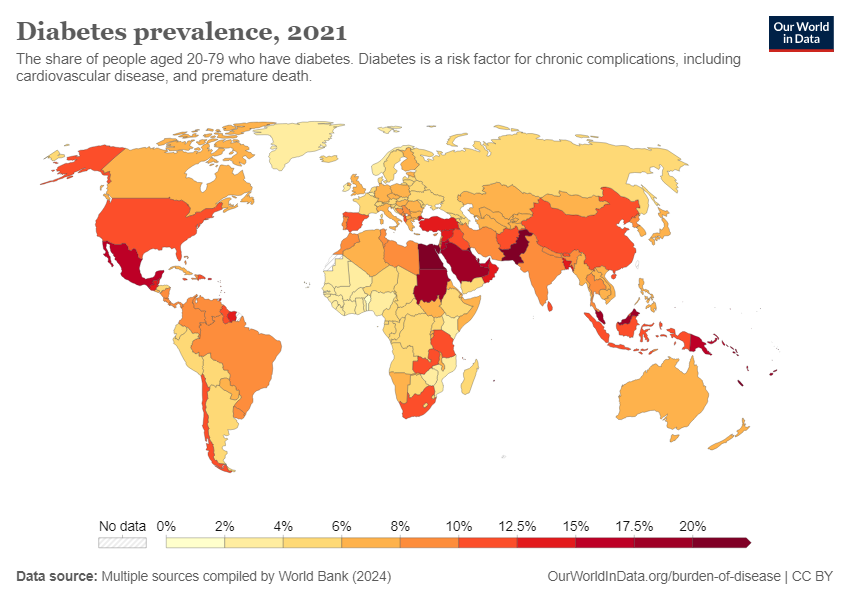 Diabetes prevalence, 2021
Our World
in Data
The share of people aged 20-79 who have diabetes. Diabetes is a risk factor for chronic complications, including
cardiovascular disease, and premature death.
No data 0% 2% 4% 6% 8% 10% 12.5% 15% 17.5% 20%
Data source: Multiple sources compiled by World Bank (2024)
OurWorldinData.org/burden-of-disease | CC BY